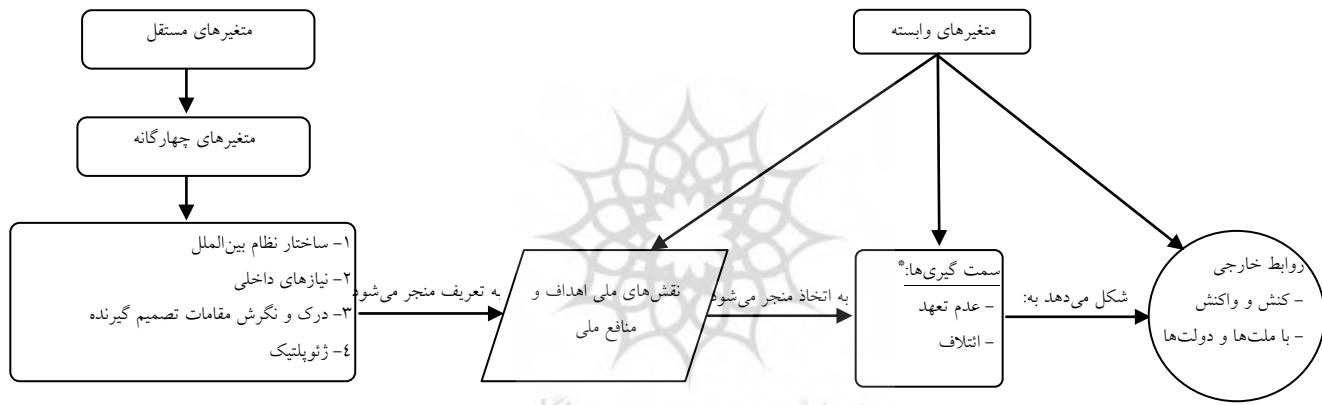 متغیرهای مستقل
متغیرهای چهارگانه
۱- ساختار نظام بین‌الملل
۲- نیازهای داخلی
۳- درک و نگرش مقامات تصمیم گیرنده
٤- ژئوپلتیک
به تعریف منجر می‌شود
متغیرهای وابسته
نقش‌های ملی اهداف و
منافع ملی
به اتخاذ منجر می‌شود
سمت گیری‌ها:*
- عدم تعهد
- ائتلاف
شکل می‌دهد به:
روابط خارجی
- کنش و واکنش
- با ملت‌ها و دولت‌ها